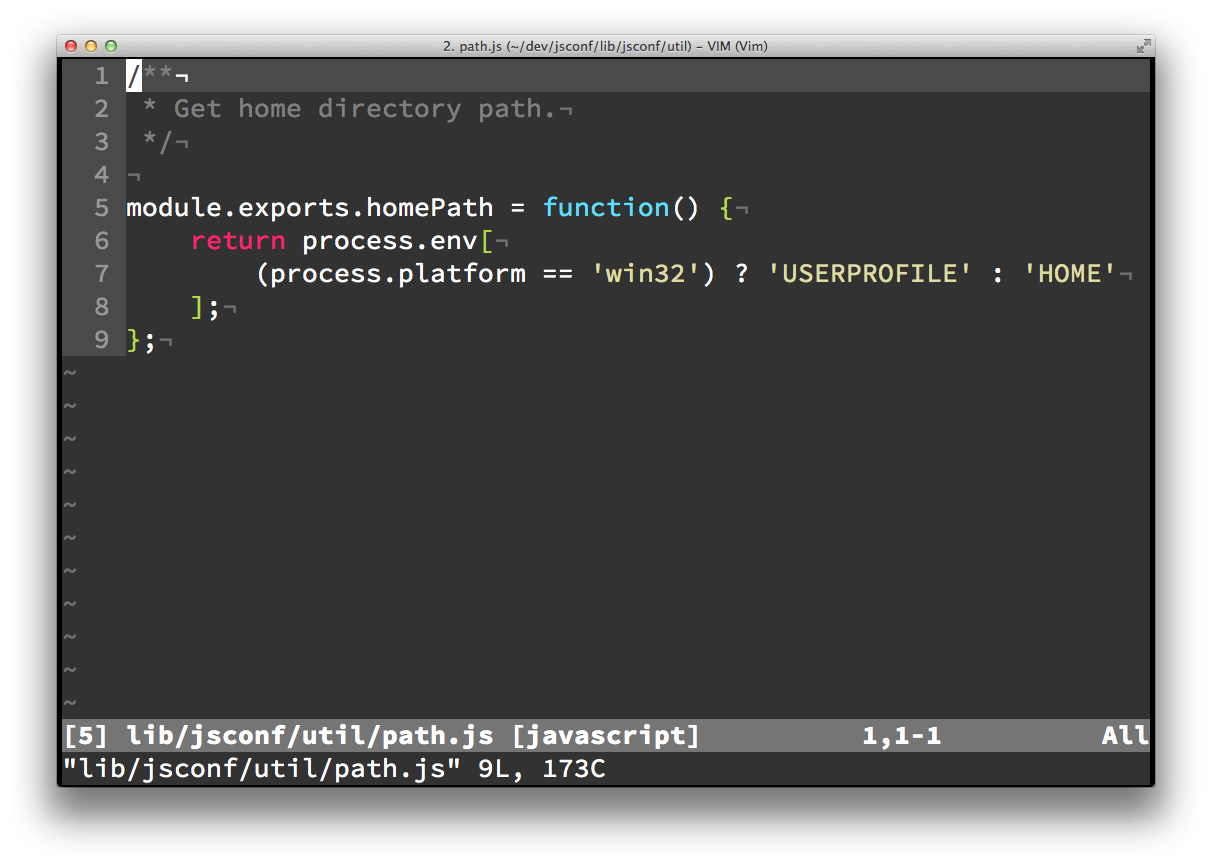 2. path.js (~/dev/jsconf/lib/jsconf/util) – VIM (Vim)
1 /**¬
2  * Get home directory path.¬
3  */¬
4 ¬
5 module.exports.homePath = function() {¬
6     return process.env[¬
7         (process.platform == 'win32') ? 'USERPROFILE' : 'HOME'¬
8     ];¬
9 };¬
~
~
~
~
~
~
~
~
~
~
~
[5] lib/jsconf/util/path.js [javascript] 1,1-1 All
"lib/jsconf/util/path.js" 9L, 173C